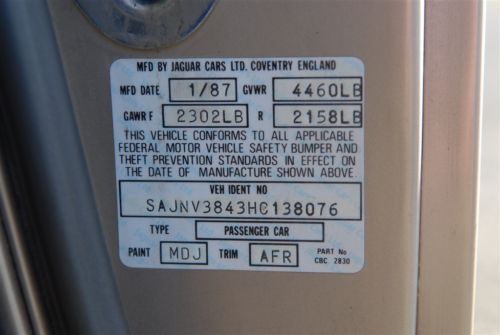 MFD BY JAGUAR CARS LTD. COVENTRY ENGLAND
MFD DATE 1/87 GVWR 4460LB
GAWR F 2302LB R 2158LB
THIS VEHICLE CONFORMS TO ALL APPLICABLE
FEDERAL MOTOR VEHICLE SAFETY BUMPER AND
THEFT PREVENTION STANDARDS IN EFFECT ON
THE DATE OF MANUFACTURE SHOWN ABOVE
VEH IDENT NO
SAJNV3843HC138076
TYPE PASSENGER CAR
PAINT MDJ TRIM AFR PART No
CBC 2830